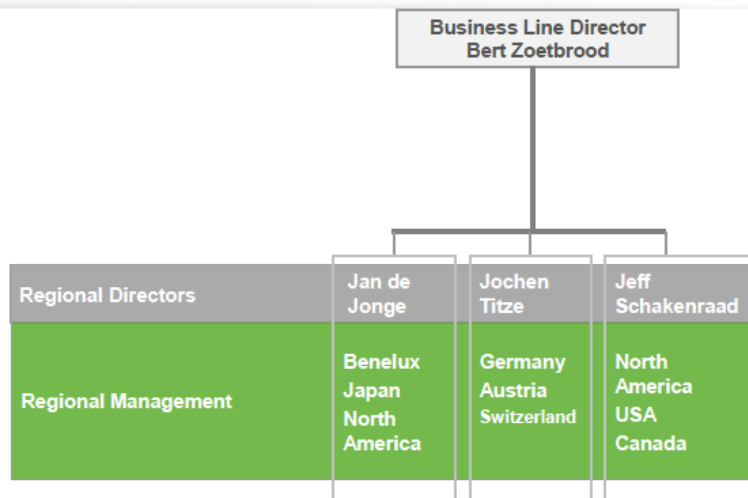 Business Line Director
Bert Zoetbrood
Regional Directors
Jan de
Jonge
Jochen
Titze
Jeff
Schakenraad
Regional Management
Benelux
Japan
North
America
Germany
Austria
Switzerland
North
America
USA
Canada